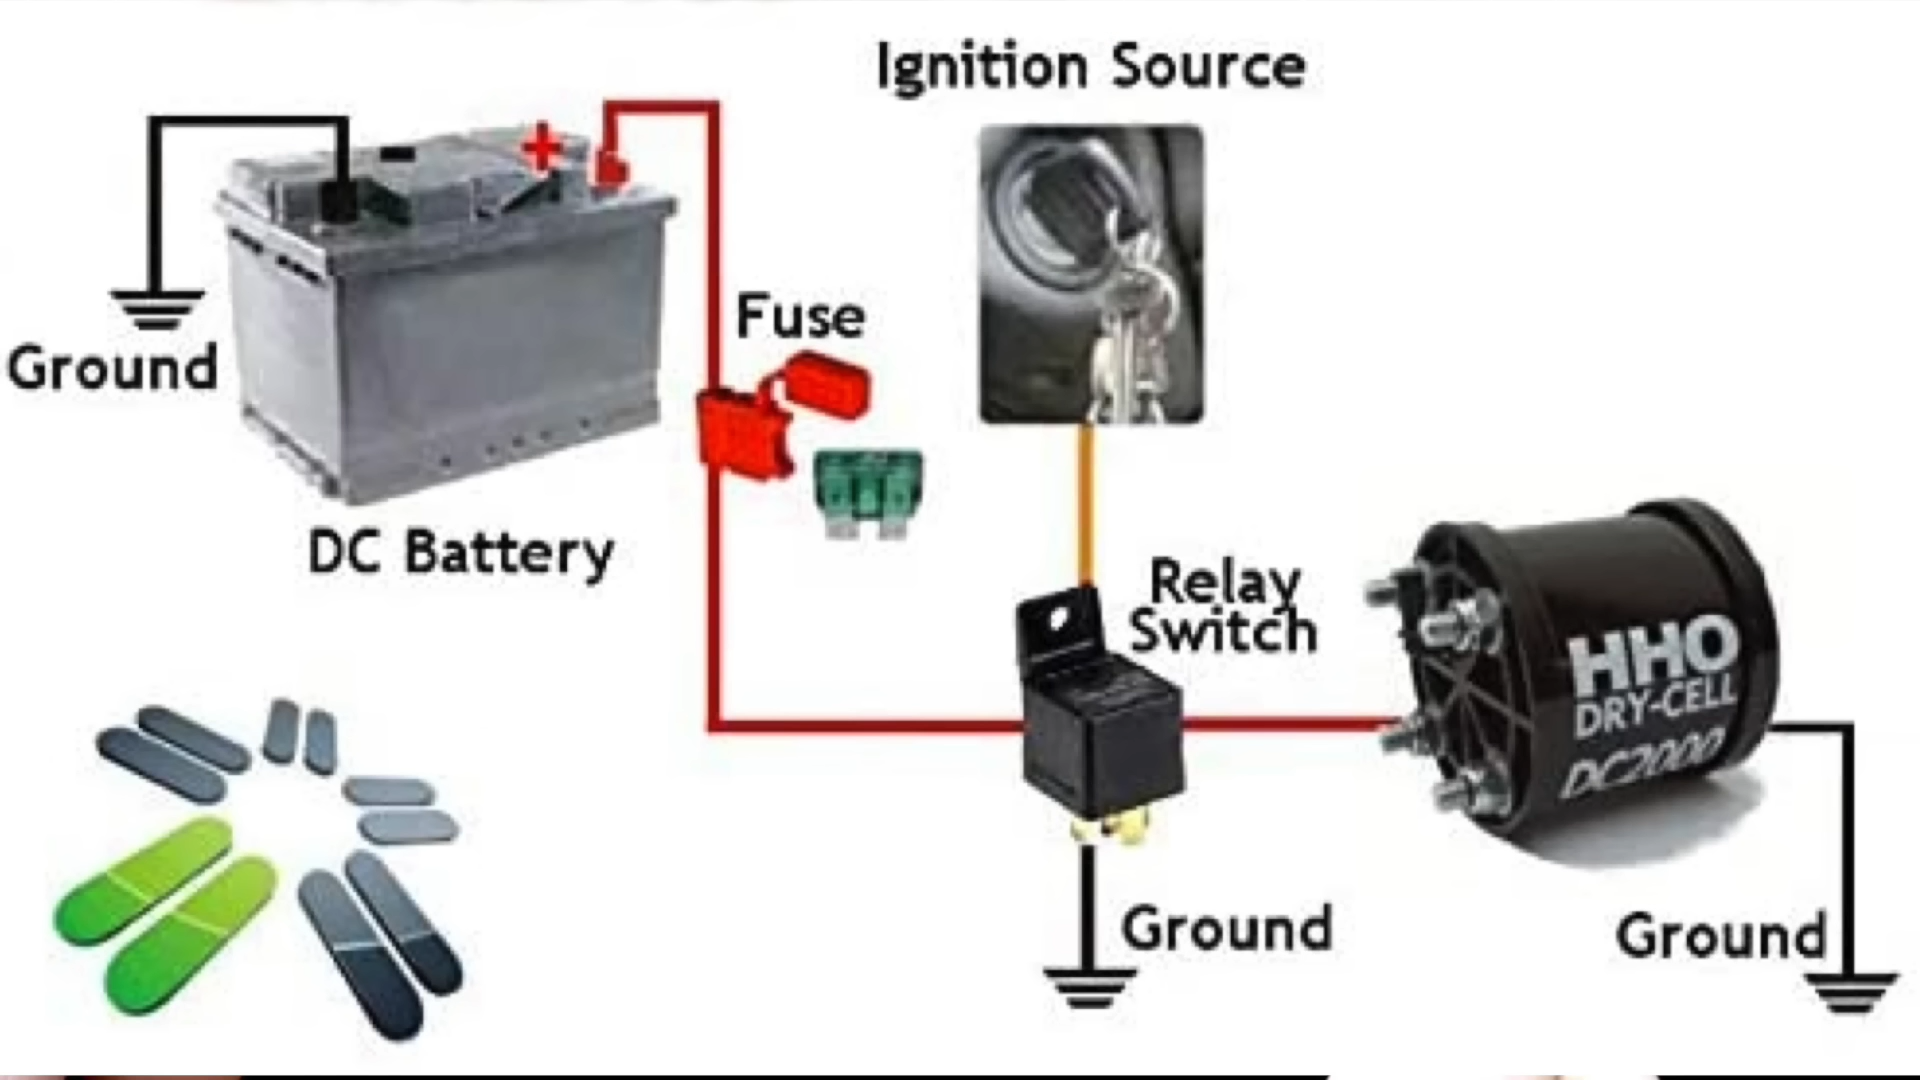 Ignition Source
Ground
DC Battery
Fuse
Relay
Switch
HHO
DRY-CELL
DC2000
Ground
Ground